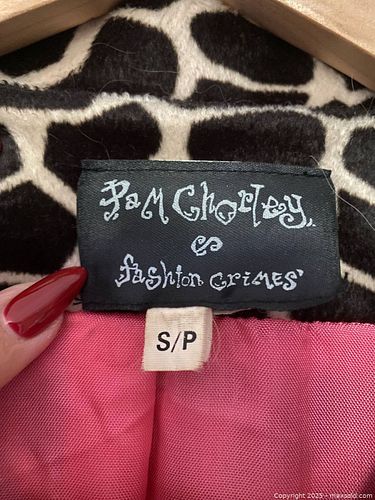 Pam Chorley
fashion crimes'
S/P
Copyright © 2025 - maxsold.com